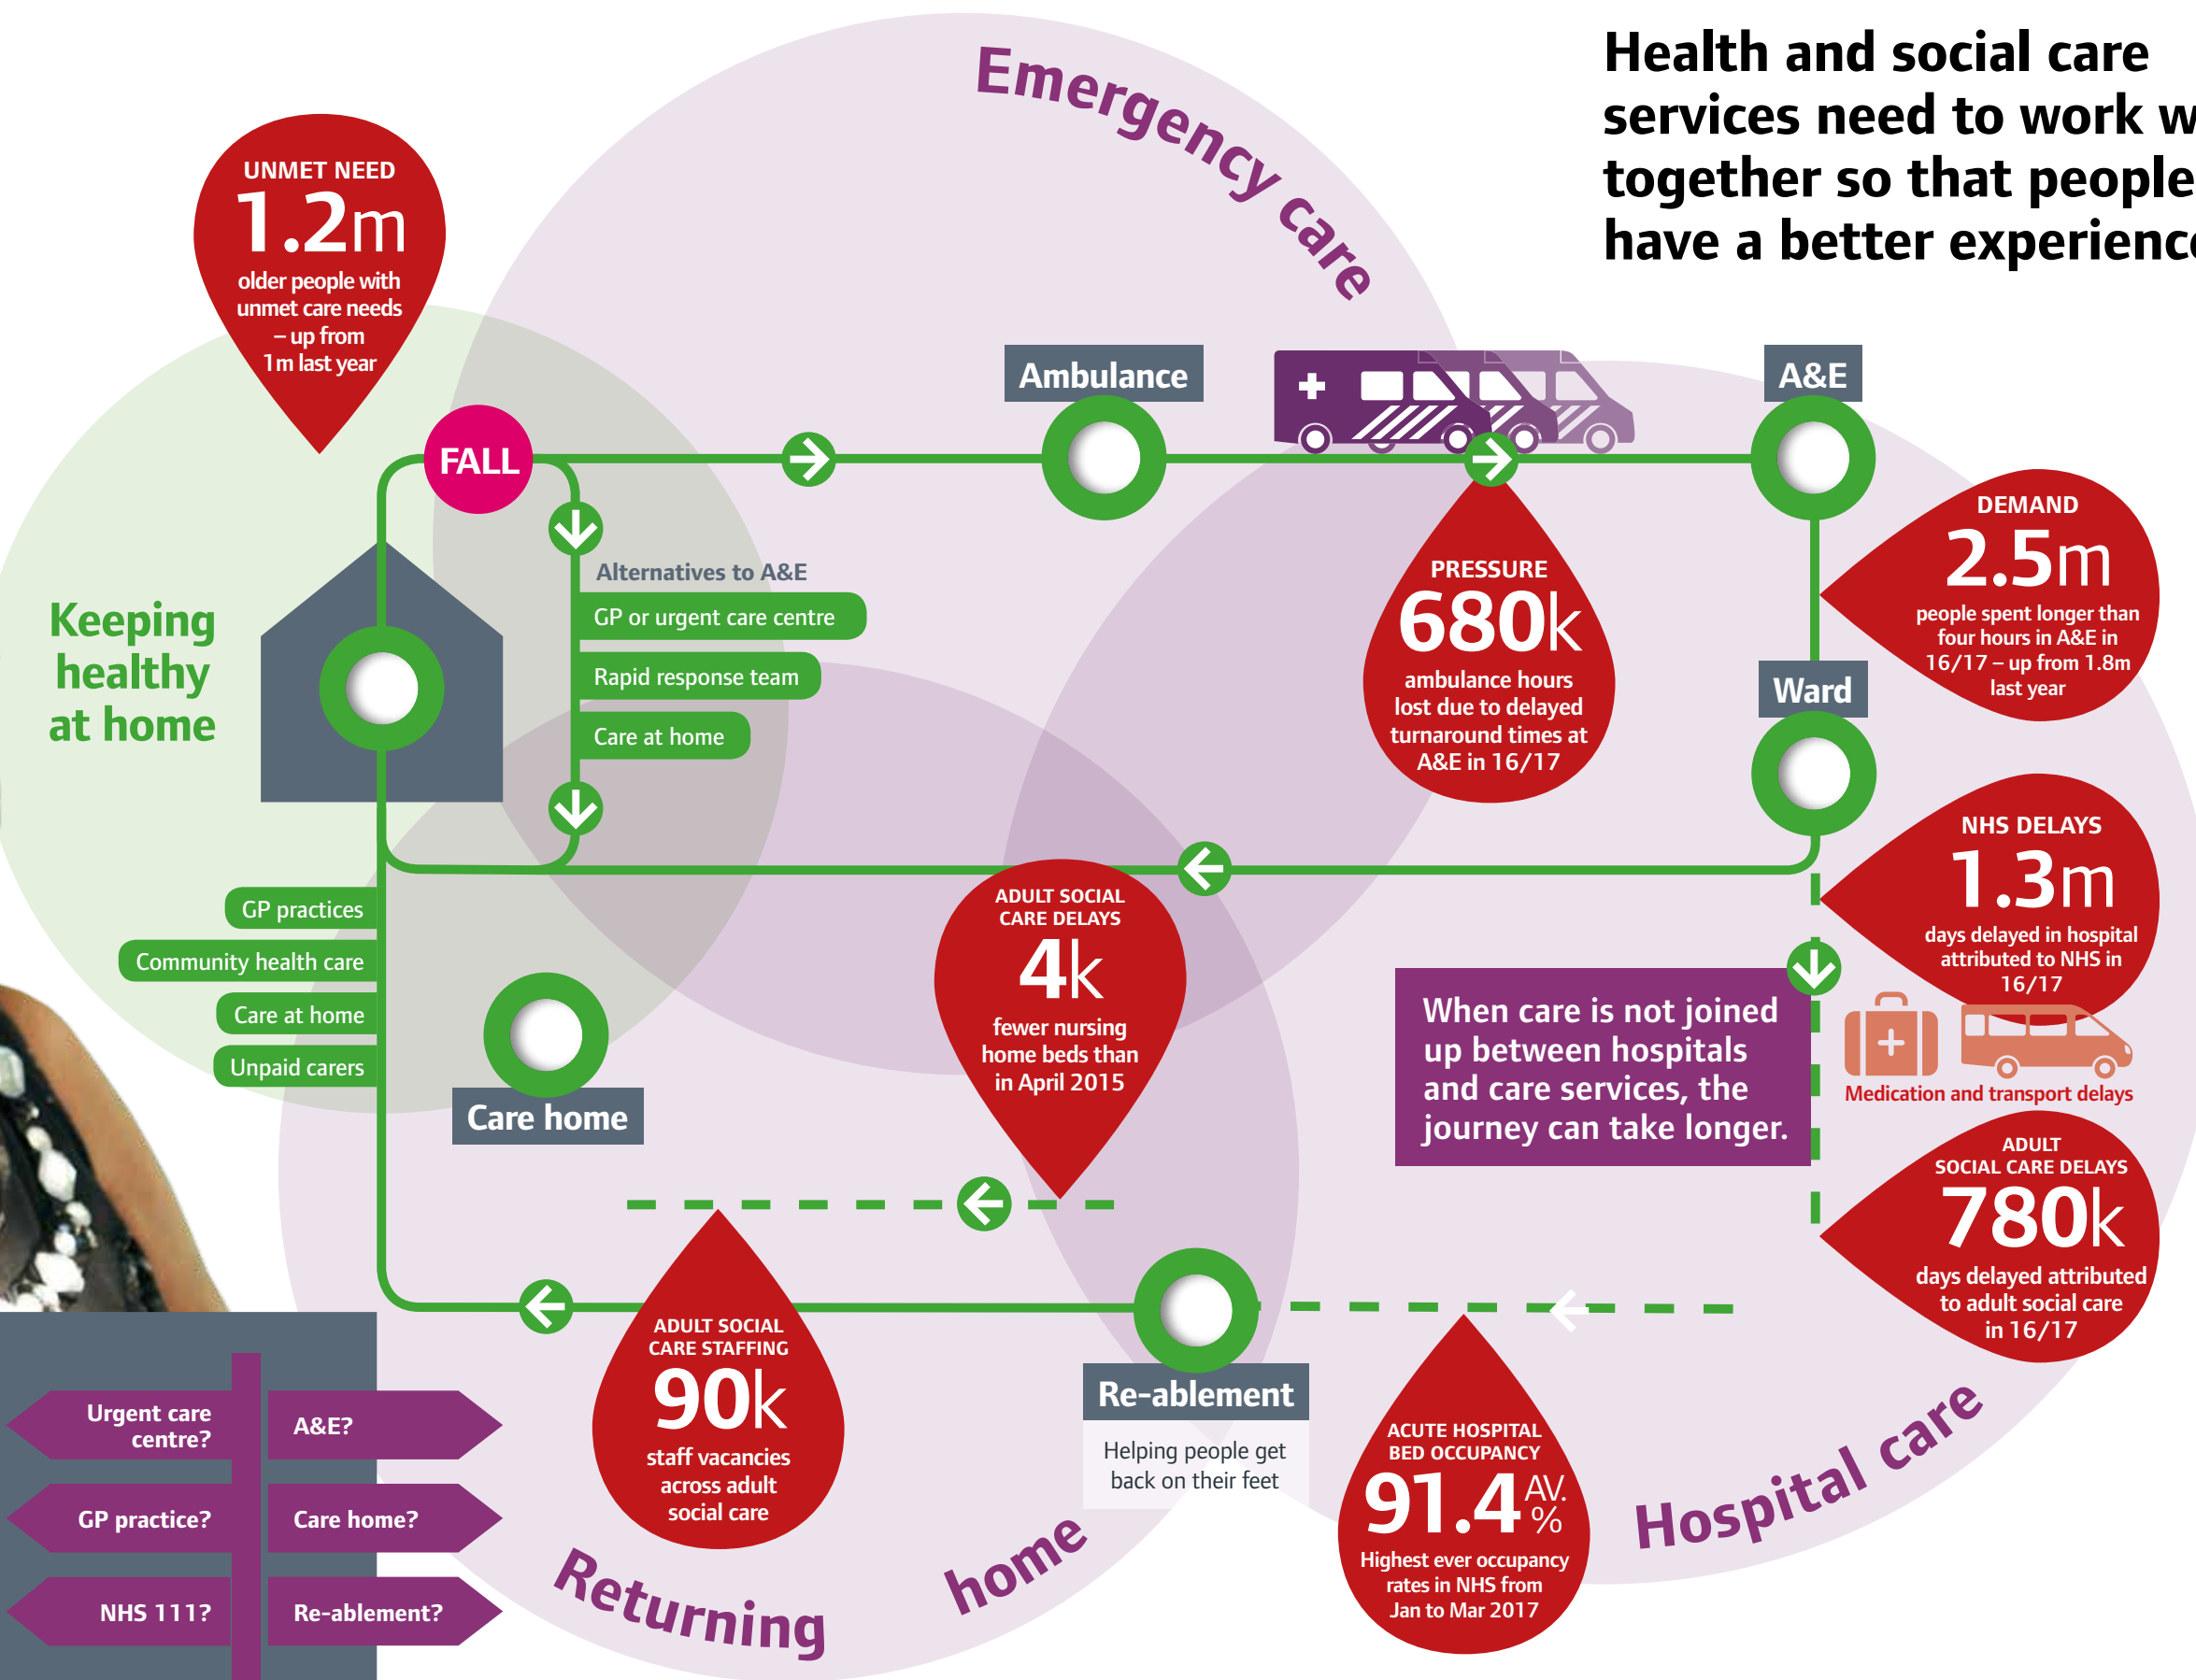 Health and social care
services need to work w
together so that people
have a better experience
Emergency care
UNMET NEED
1.2m
older people with
unmet care needs
– up from
1m last year
FALL
Ambulance
A&E
Keeping
healthy
at home
Alternatives to A&E
GP or urgent care centre
Rapid response team
Care at home
PRESSURE
680k
ambulance hours
lost due to delayed
turnaround times at
A&E in 16/17
DEMAND
2.5m
people spent longer than
four hours in A&E in
16/17 – up from 1.8m
last year
Ward
NHS DELAYS
1.3m
days delayed in hospital
attributed to NHS in
16/17
Medication and transport delays
GP practices
Community health care
Care at home
Unpaid carers
Care home
ADULT SOCIAL
CARE DELAYS
4k
fewer nursing
home beds than
in April 2015
When care is not joined
up between hospitals
and care services, the
journey can take longer.
ADULT
SOCIAL CARE DELAYS
780k
days delayed attributed
to adult social care
in 16/17
ADULT SOCIAL
CARE STAFFING
90k
staff vacancies
across adult
social care
Re-ablement
Helping people get
back on their feet
ACUTE HOSPITAL
BED OCCUPANCY
91.4 AV. %
Highest ever occupancy
rates in NHS from
Jan to Mar 2017
Hospital care
Returning home
Urgent care
centre?
A&E?
GP practice?
Care home?
NHS 111?
Re-ablement?